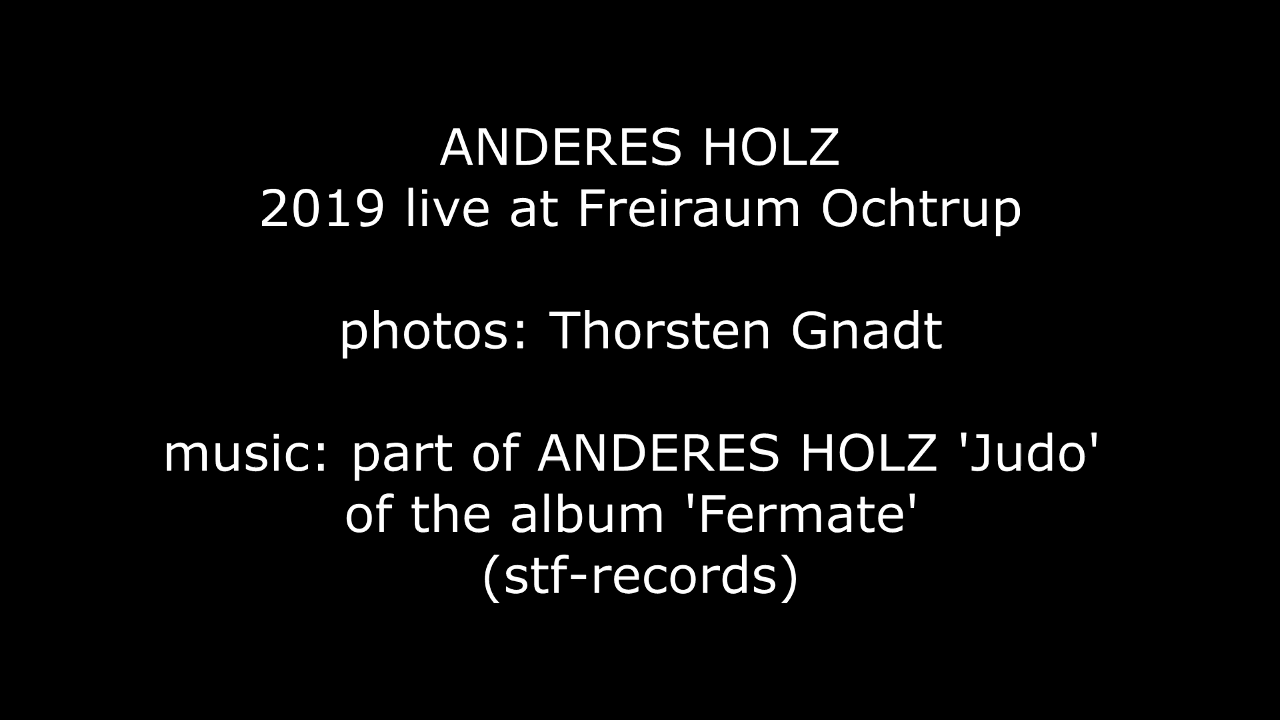 ANDERES HOLZ
2019 live at Freiraum Ochtrup
photos: Thorsten Gnadt
music: part of ANDERES HOLZ 'Judo'
of the album 'Fermate'
(stf-records)